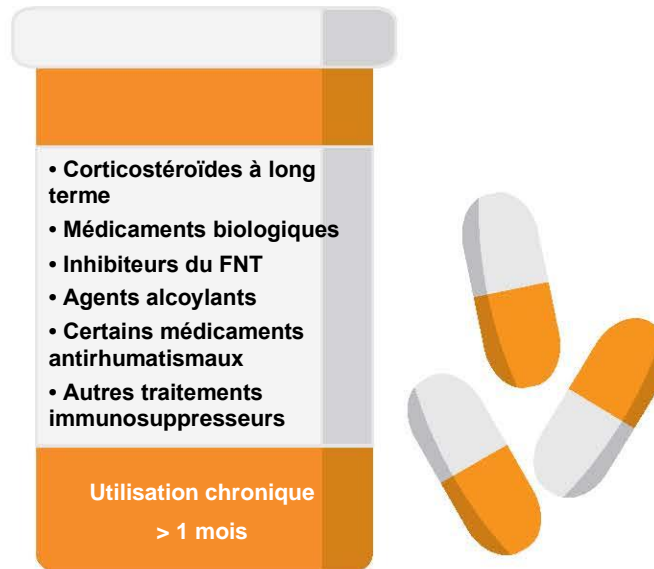 • Corticostéroïdes à long
terme
• Médicaments biologiques
• Inhibiteurs du FNT
• Agents alcoylants
• Certains médicaments
antirhumatismaux
• Autres traitements
immunosuppresseurs
Utilisation chronique
> 1 mois